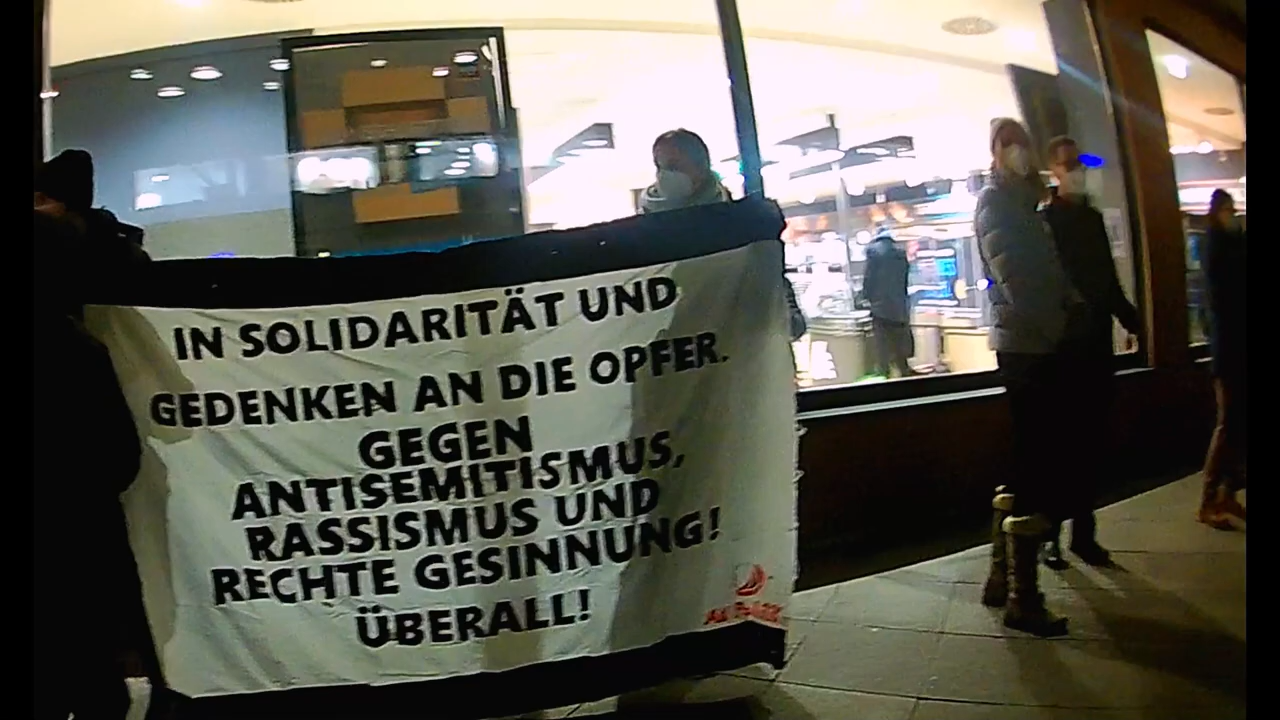 IN SOLIDARITÄT UND
GEDENKEN AN DIE OPFER.
GEGEN
ANTISEMITISMUS,
RASSISMUS UND
RECHTE GESINNUNG!
ÜBERALL!